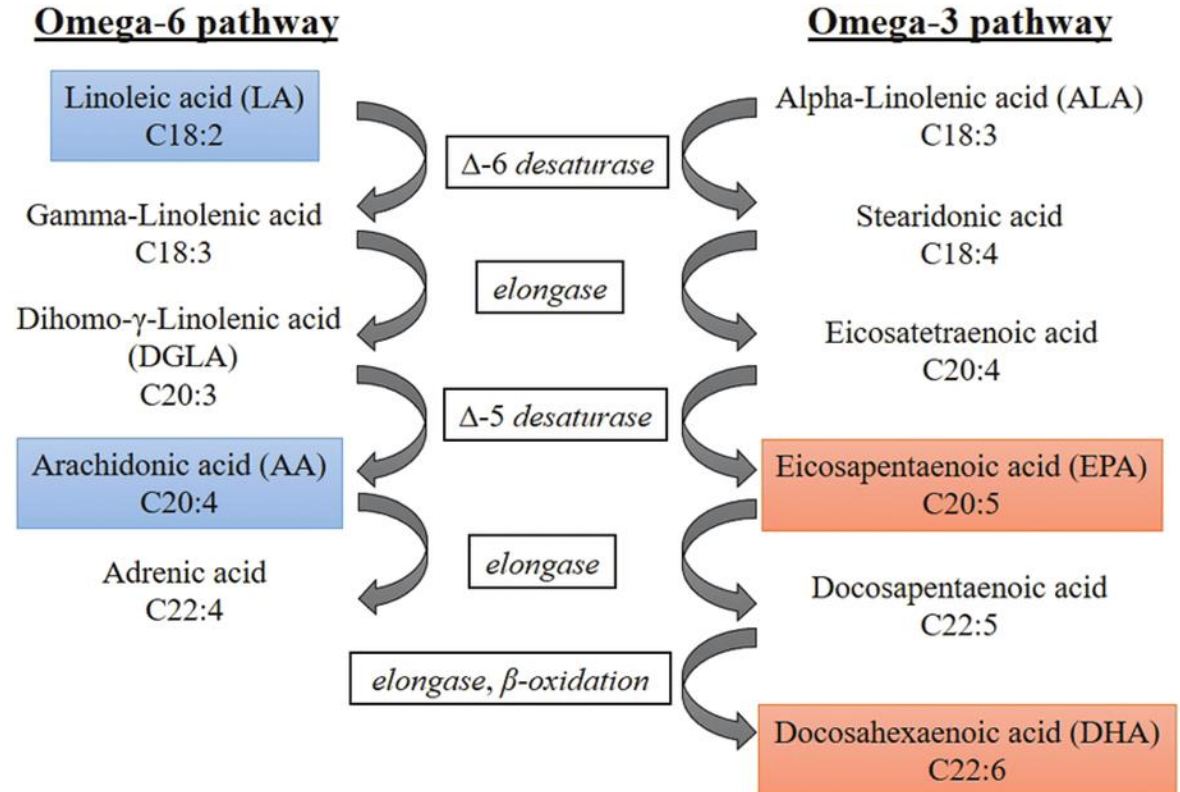 Omega-6 pathway
Linoleic acid (LA)
C18:2
Gamma-Linolenic acid
C18:3
Dihomo-γ-Linolenic acid
(DGLA)
C20:3
Arachidonic acid (AA)
C20:4
Adrenic acid
C22:4
Δ-6 desaturase
elongase
Δ-5 desaturase
elongase
elongase, β-oxidation
Omega-3 pathway
Alpha-Linolenic acid (ALA)
C18:3
Stearidonic acid
C18:4
Eicosatetraenoic acid
C20:4
Eicosapentaenoic acid (EPA)
C20:5
Docosapentaenoic acid
C22:5
Docosahexaenoic acid (DHA)
C22:6